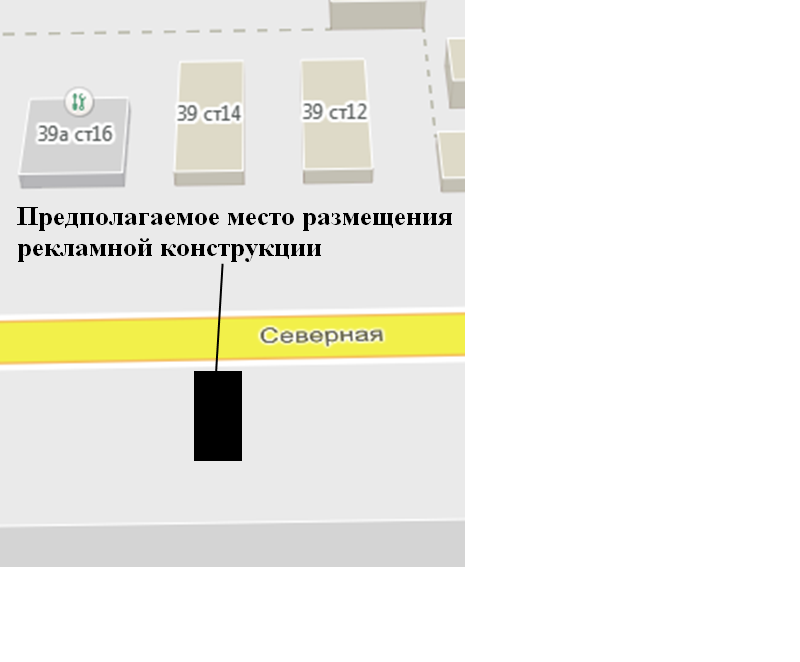 39а ст16
39 ст14
39 ст12
Предполагаемое место размещения
рекламной конструкции
Северная